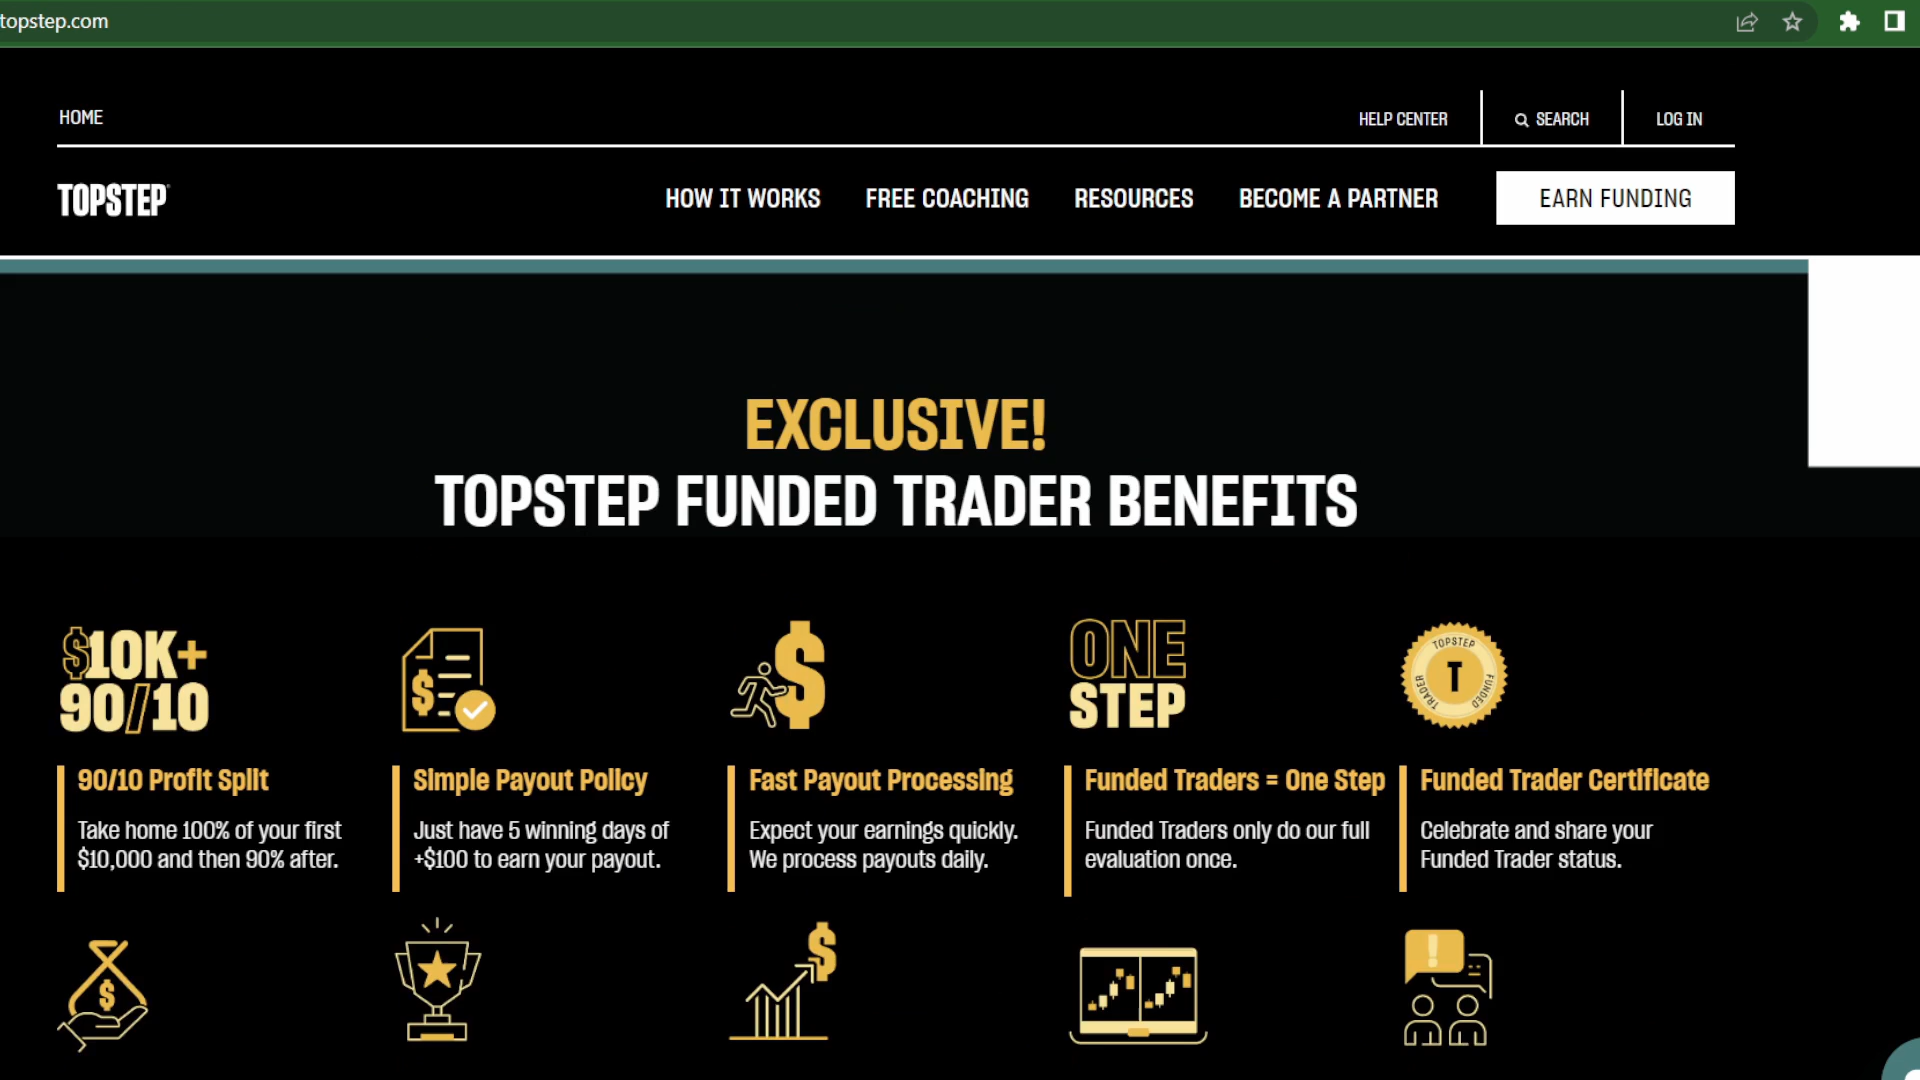 topstep.com
HOME
HELP CENTER
SEARCH
LOG IN
TOPSTEP
HOW IT WORKS
FREE COACHING
RESOURCES
BECOME A PARTNER
EARN FUNDING
EXCLUSIVE!
TOPSTEP FUNDED TRADER BENEFITS
$10K+
90/10
90/10 Profit Split
Take home 100% of your first
$10,000 and then 90% after.
$
Simple Payout Policy
Just have 5 winning days of
+$100 to earn your payout.
$
Fast Payout Processing
Expect your earnings quickly.
We process payouts daily.
ONE
STEP
Funded Traders = One Step
Funded Traders only do our full
evaluation once.
TOPSTEP
T
FUNDED
TRADER
Funded Trader Certificate
Celebrate and share your
Funded Trader status.
$
$
!